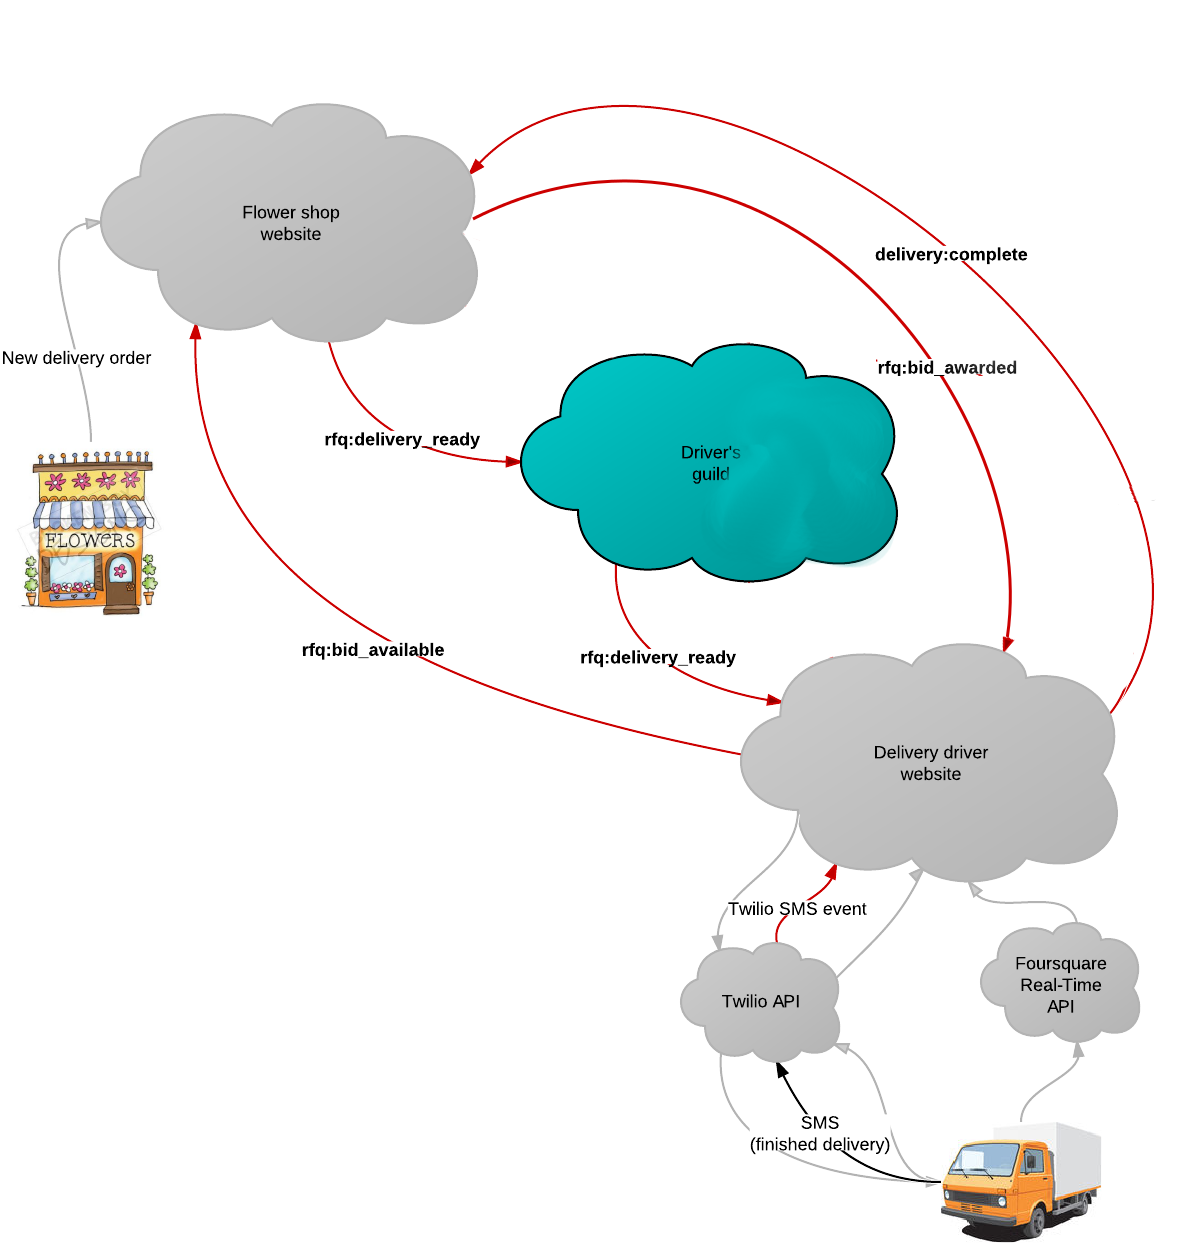 Flower shop
website
delivery:complete
New delivery order
rfq:bid_awarded
rfq:delivery_ready
Driver's
guild
FLOWERS
rfq:bid_available
rfq:delivery_ready
Delivery driver
website
Twilio SMS event
Foursquare
Real-Time
API
Twilio API
SMS
(finished delivery)